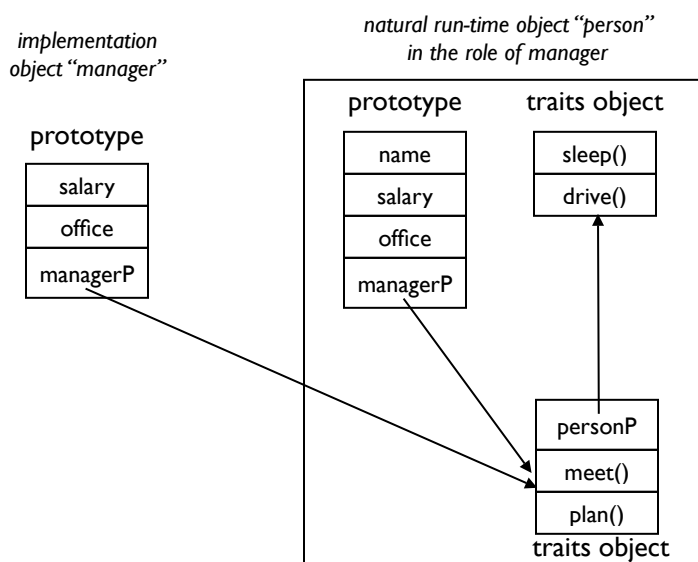 implementation
object “manager”
natural run-time object “person”
in the role of manager
prototype
salary
office
managerP
prototype
name
salary
office
managerP
traits object
sleep()
drive()
personP
meet()
plan()
traits object